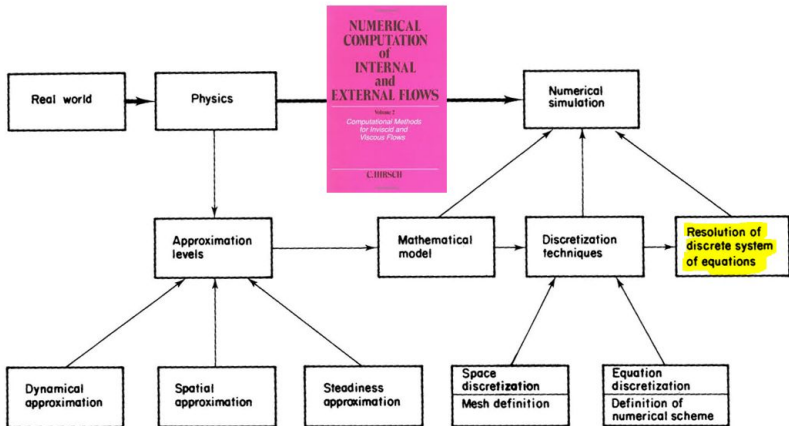 NUMERICAL
COMPUTATION
of
INTERNAL
and
EXTERNAL FLOWS
Volume 2
Computational Methods
for Inviscid and
Viscous Flows
C.HIRSCH
Real world
Physics
Numerical
simulation
Approximation
levels
Mathematical
model
Discretization
techniques
Resolution of
discrete system
of equations
Dynamical
approximation
Spatial
approximation
Steadiness
approximation
Space
discretization
Mesh definition
Equation
discretization
Definition of
numerical scheme